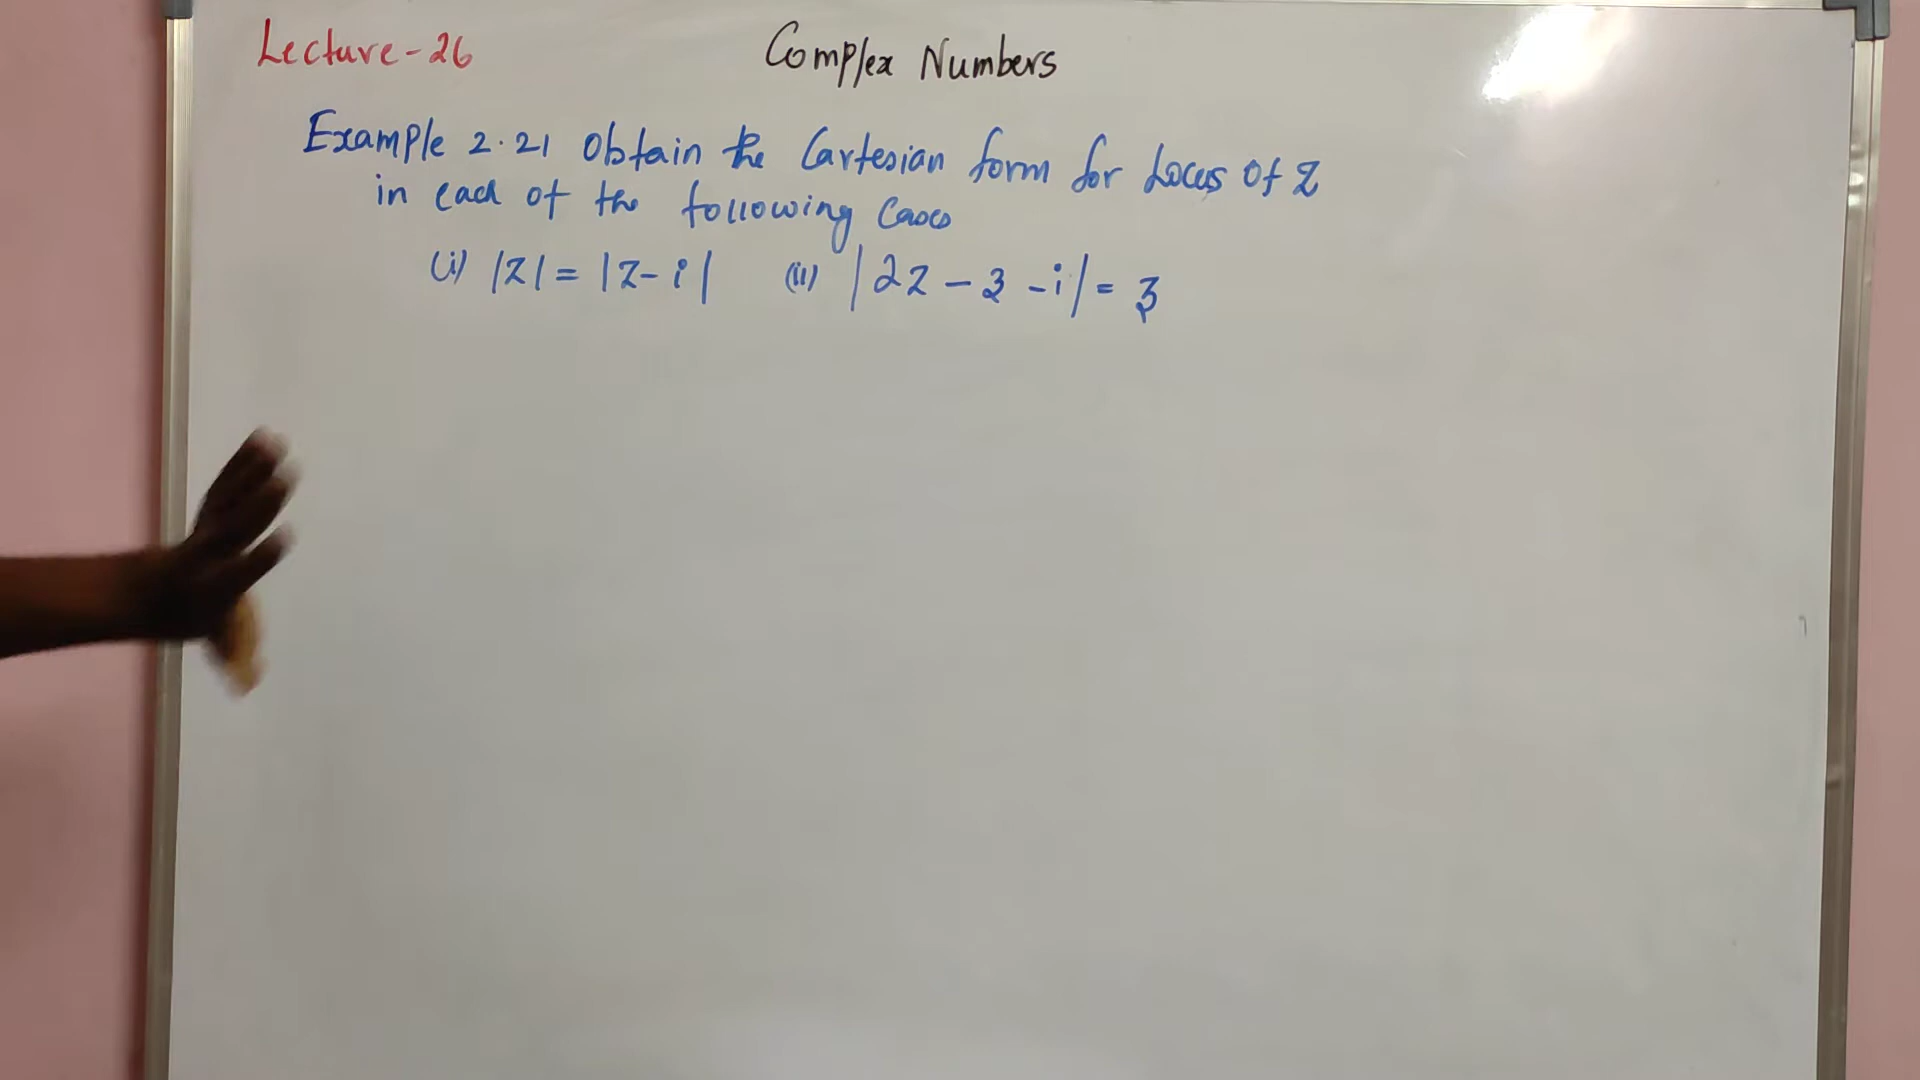 Lecture-26
Complex Numbers
Example 2.21 Obtain the Cartesian form for Locus Of Z
in each of the following Cases
(i) |Z| = |Z- i| (ii) |2Z - 3 - i| = 3